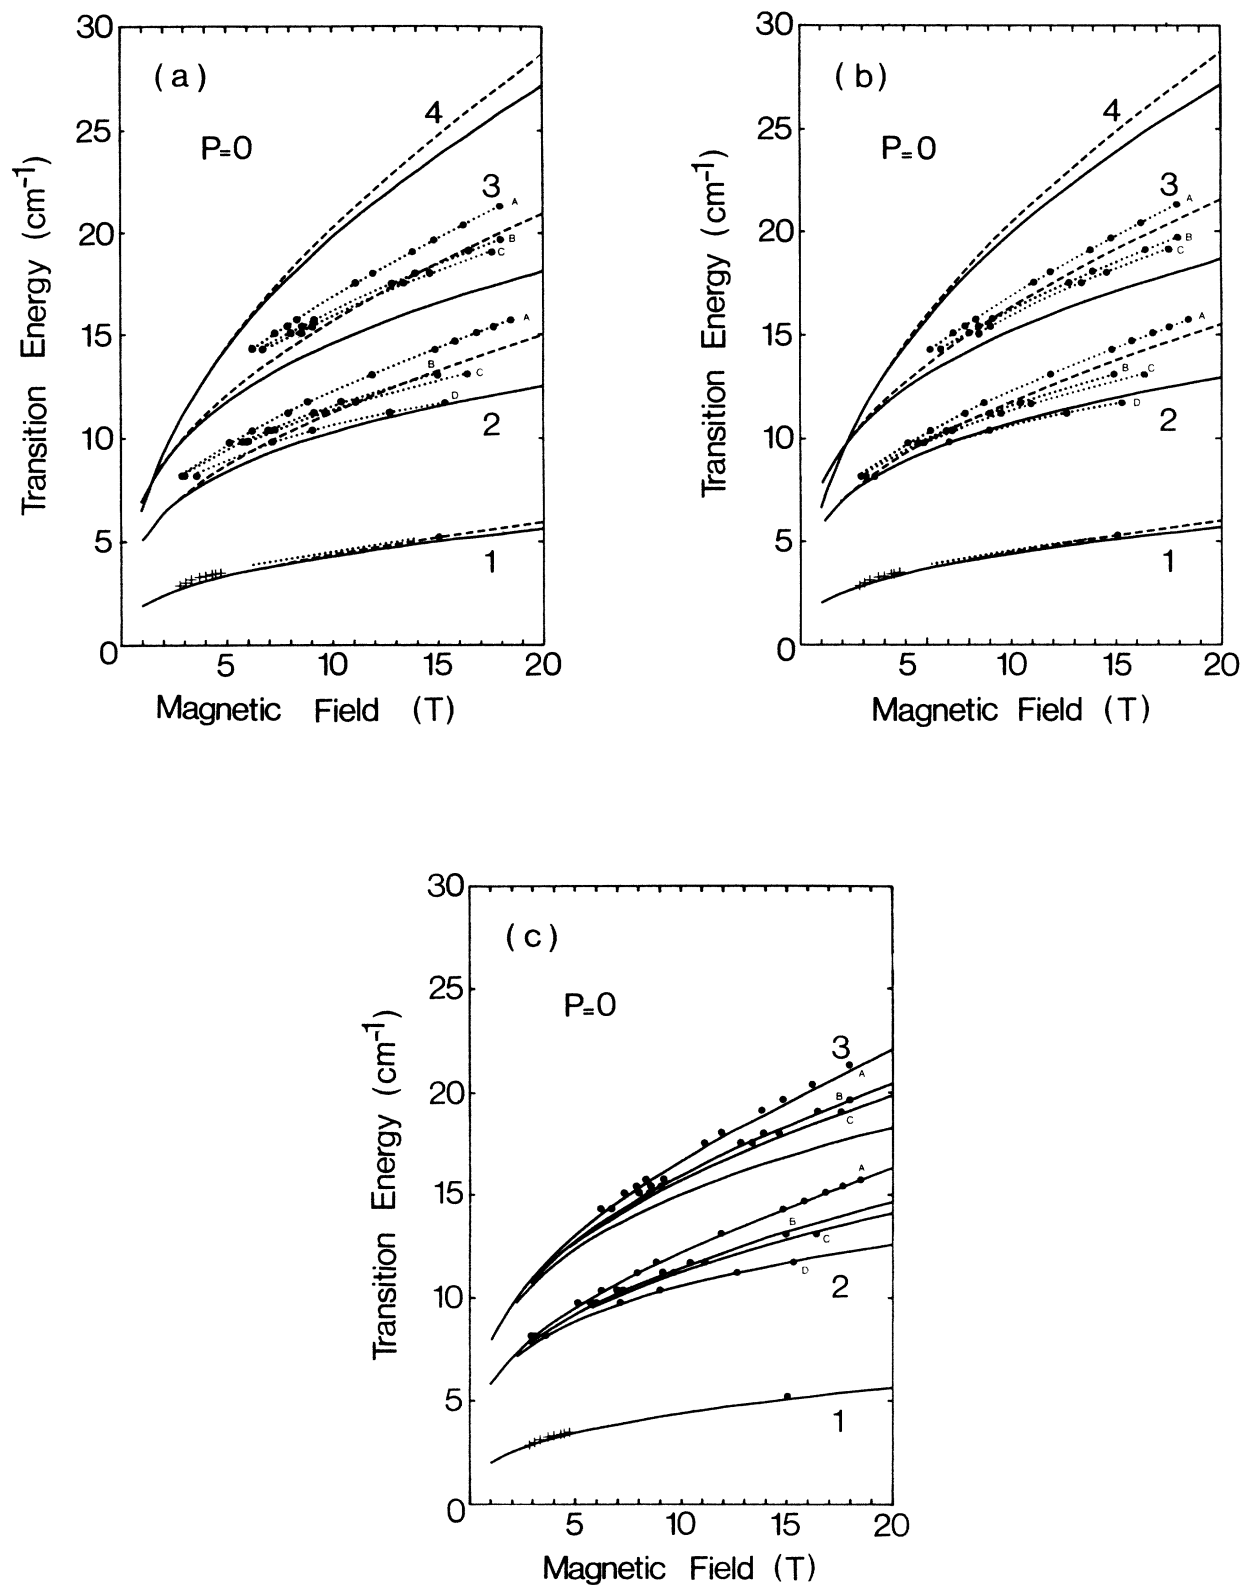 (a)
P=0
Transition Energy (cm⁻¹)
30
25
20
15
10
5
0
4
3
A
B
C
A
B
C
D
2
1
5 10 15 20
Magnetic Field (T)
(b)
P=0
Transition Energy (cm⁻¹)
30
25
20
15
10
5
0
4
3
A
B
C
A
B
C
D
2
1
5 10 15 20
Magnetic Field (T)
(c)
P=0
Transition Energy (cm⁻¹)
30
25
20
15
10
5
0
3
A
B
C
A
B
C
D
2
1
5 10 15 20
Magnetic Field (T)